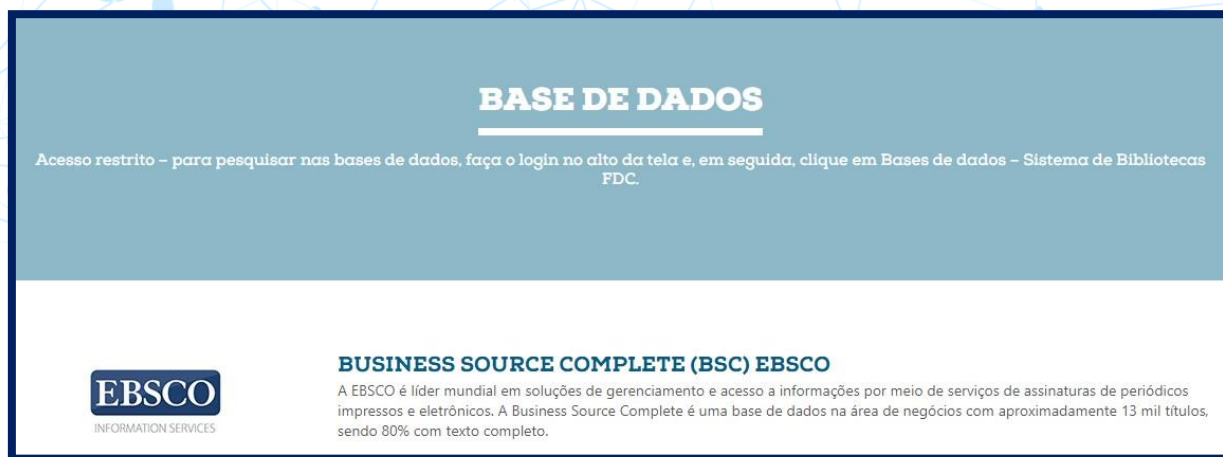 BASE DE DADOS
Acesso restrito – para pesquisar nas bases de dados, faça o login no alto da tela e, em seguida, clique em Bases de dados – Sistema de Bibliotecas
FDC.
EBSCO
INFORMATION SERVICES
BUSINESS SOURCE COMPLETE (BSC) EBSCO
A EBSCO é líder mundial em soluções de gerenciamento e acesso a informações por meio de serviços de assinaturas de periódicos
impressos e eletrônicos. A Business Source Complete é uma base de dados na área de negócios com aproximadamente 13 mil títulos,
sendo 80% com texto completo.